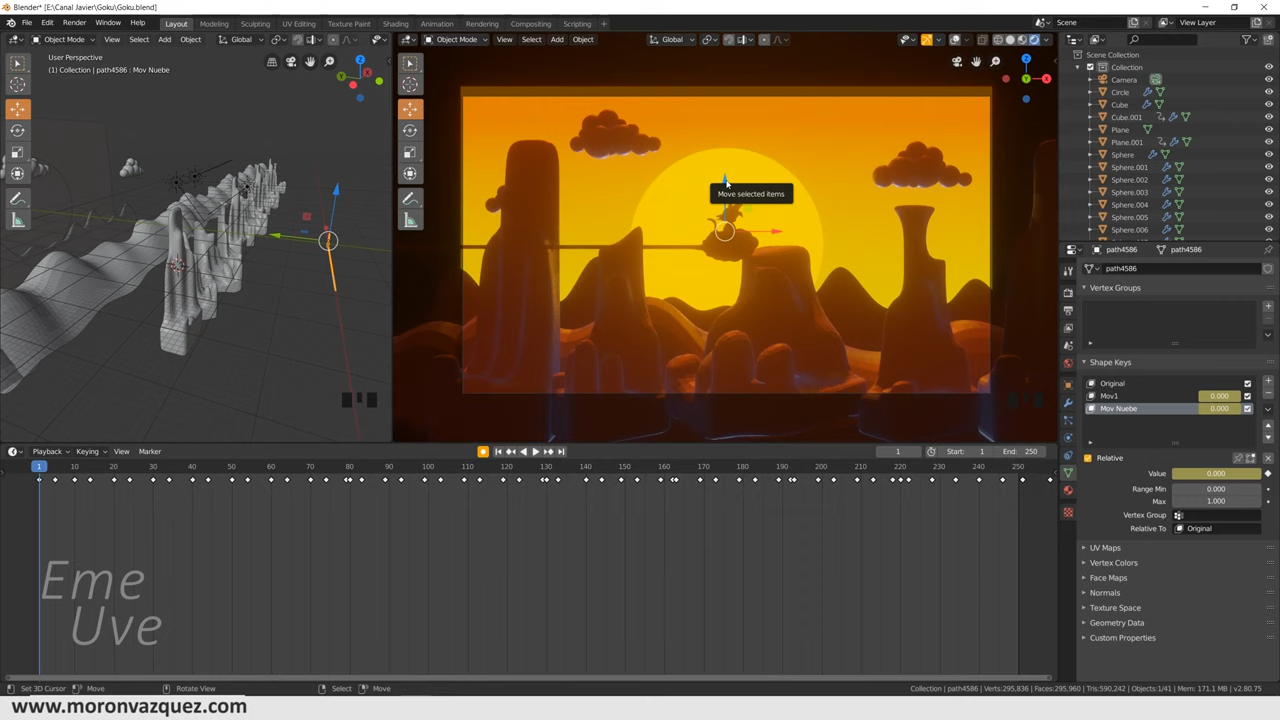 Blender* [E:\Canal Javier\Goku\Goku.blend]
File Edit Render Window Help Layout Modeling Sculpting UV Editing Texture Paint Shading Animation Rendering Compositing Scripting + Scene View Layer
Object Mode View Select Add Object Global
Object Mode View Select Add Object Global
User Perspective
(1) Collection | path4586 : Mov Nuebe
Move selected items
Scene Collection
Collection
Camera
Circle
Cube
Cube.001
Plane
Plane.001
Sphere
Sphere.001
Sphere.002
Sphere.003
Sphere.004
Sphere.005
Sphere.006
path4586 path4586
path4586
Vertex Groups
Shape Keys
Original
Mov1 0.000
Mov Nuebe 0.000
Relative
Value 0.000
Range Min 0.000
Max 1.000
Vertex Group
Relative To Original
UV Maps
Vertex Colors
Face Maps
Normals
Texture Space
Geometry Data
Custom Properties
Playback Keying View Marker 1 Start: 1 End: 250
1 10 20 30 40 50 60 70 80 90 100 110 120 130 140 150 160 170 180 190 200 210 220 230 240 250
Eme
Uve
Set 3D Cursor Move Rotate View Select Move Collection | path4586 | Verts:295,836 | Faces:295,960 | Tris:590,242 | Objects:1/41 | Mem: 171.1 MB | v2.80.75
www.moronvazquez.com